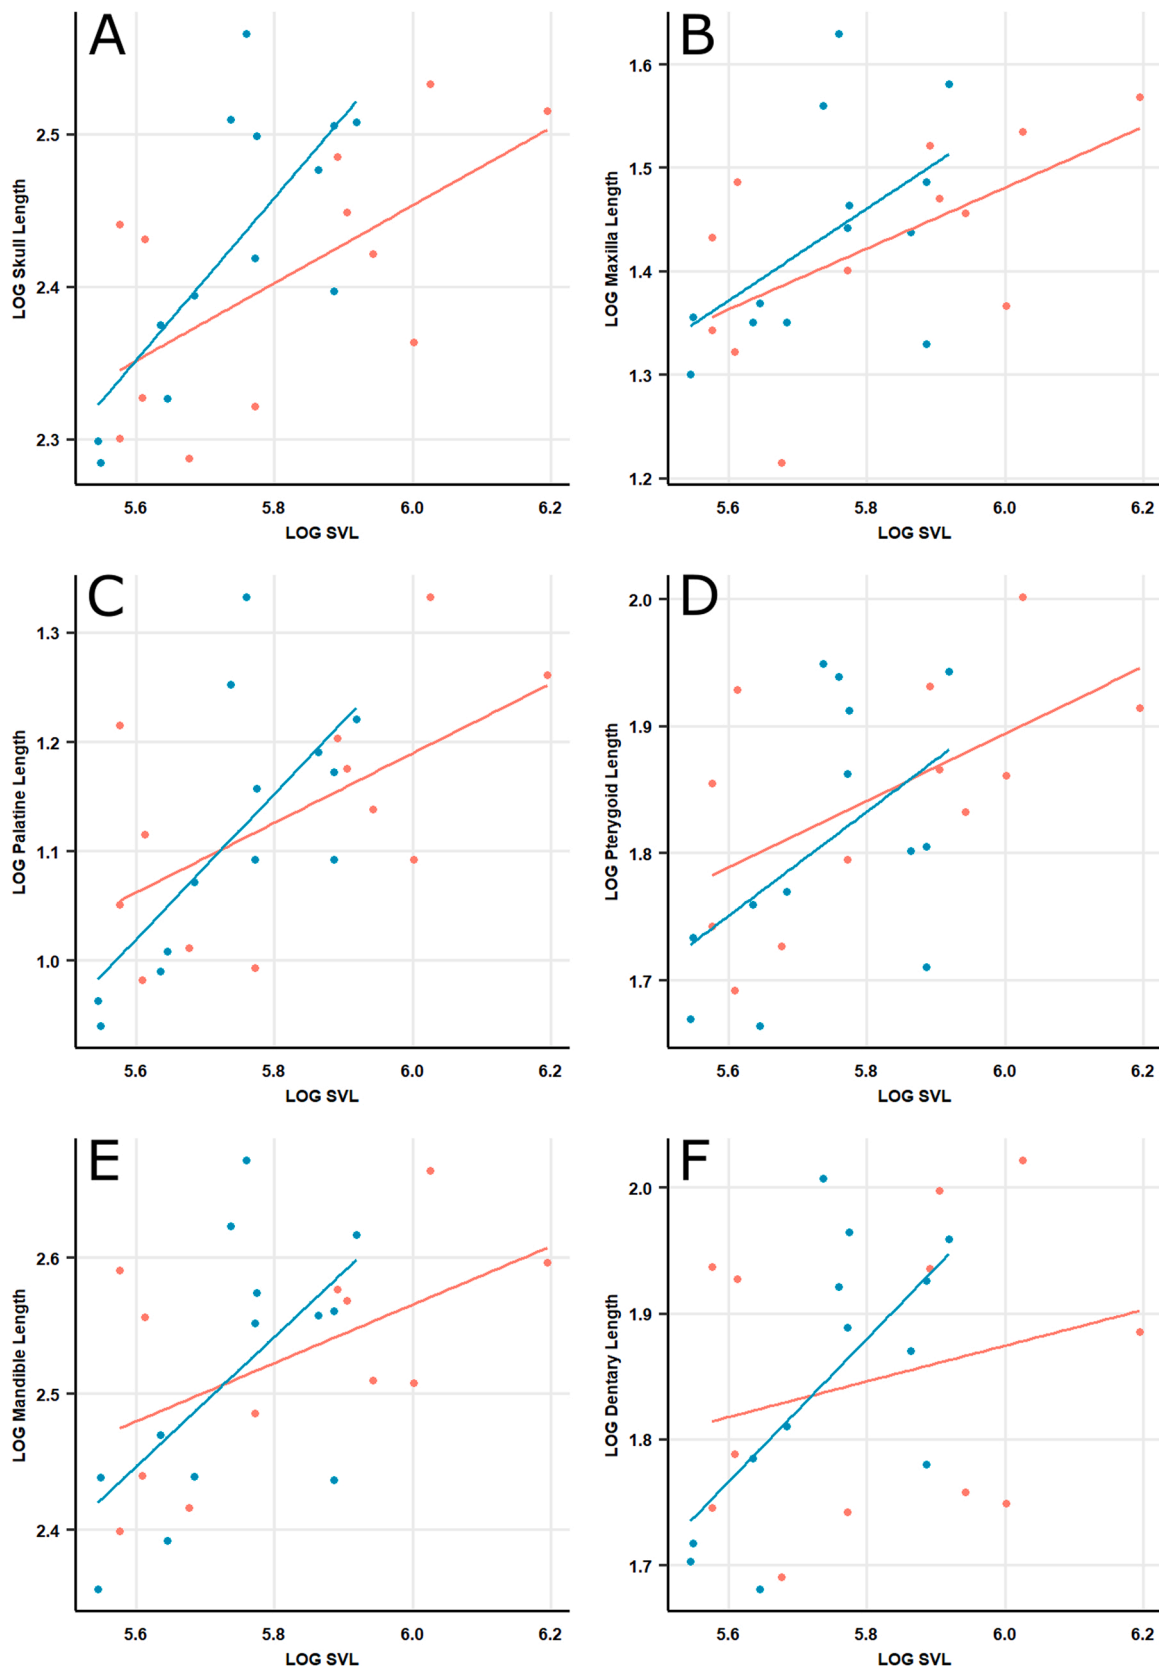 A
B
2.5
2.4
2.3
LOG Skull Length
5.6 5.8 6.0 6.2
LOG SVL
1.6
1.5
1.4
1.3
1.2
LOG Maxilla Length
5.6 5.8 6.0 6.2
LOG SVL
C
D
1.3
1.2
1.1
1.0
LOG Palatine Length
5.6 5.8 6.0 6.2
LOG SVL
2.0
1.9
1.8
1.7
LOG Pterygoid Length
5.6 5.8 6.0 6.2
LOG SVL
E
F
2.6
2.5
2.4
LOG Mandible Length
5.6 5.8 6.0 6.2
LOG SVL
2.0
1.9
1.8
1.7
LOG Dentary Length
5.6 5.8 6.0 6.2
LOG SVL